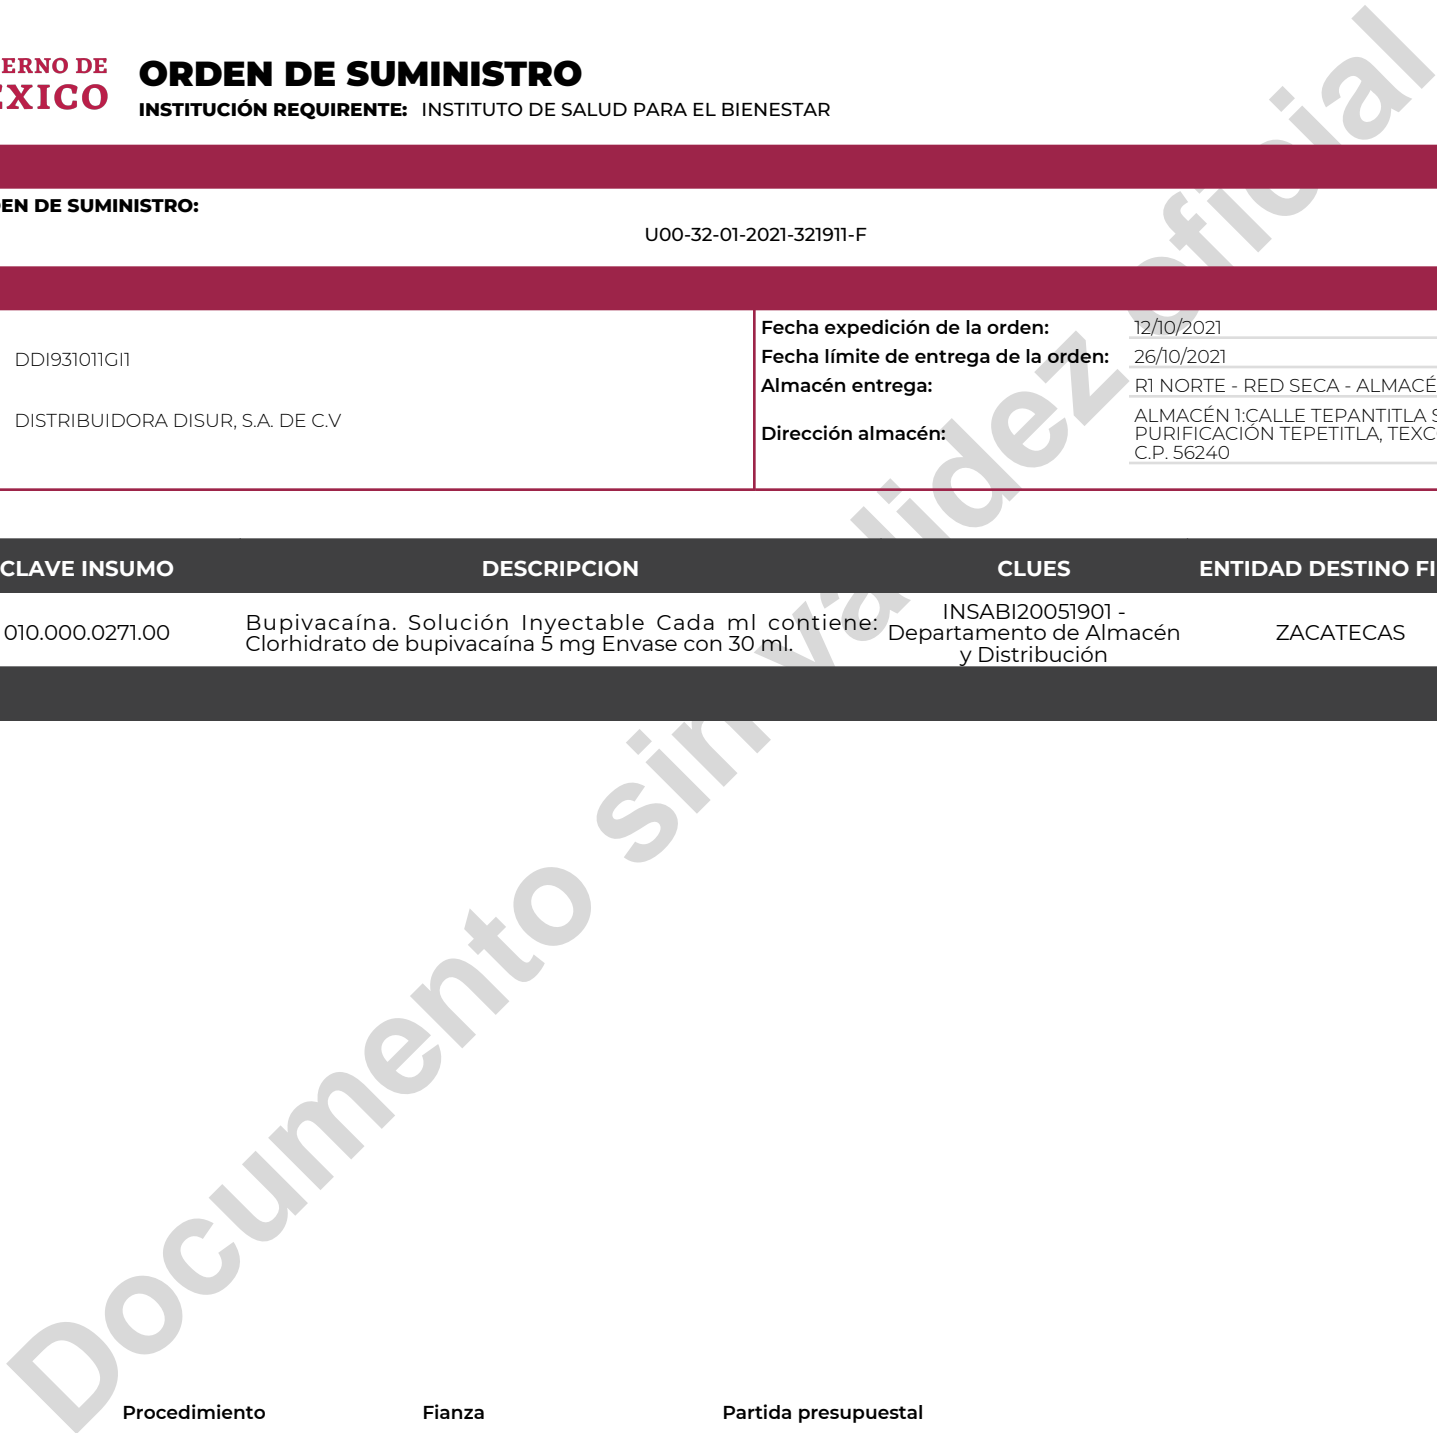 ERNO DE
ORDEN DE SUMINISTRO
EXICO
INSTITUCIÓN REQUIRENTE: INSTITUTO DE SALUD PARA EL BIENESTAR
EN DE SUMINISTRO:
U00-32-01-2021-321911-F
DDI931011GI1
DISTRIBUIDORA DISUR, S.A. DE C.V
Fecha expedición de la orden: 12/10/2021
Fecha límite de entrega de la orden: 26/10/2021
Almacén entrega: R1 NORTE - RED SECA - ALMACÉ
Dirección almacén: ALMACÉN 1:CALLE TEPANTITLA S
PURIFICACIÓN TEPETITLA, TEXC
C.P. 56240
CLAVE INSUMO DESCRIPCION CLUES ENTIDAD DESTINO FI
010.000.0271.00
Bupivacaína. Solución Inyectable Cada ml contiene:
Clorhidrato de bupivacaína 5 mg Envase con 30 ml.
INSABI20051901 -
Departamento de Almacén
y Distribución
ZACATECAS
Documento sin validez oficial
Procedimiento Fianza Partida presupuestal